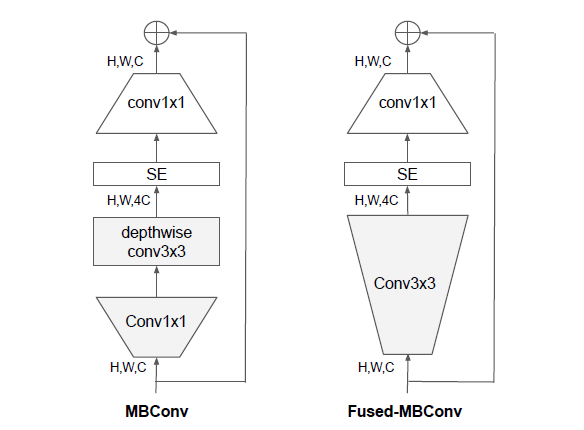 H,W,C
conv1x1
SE
H,W,4C
depthwise
conv3x3
Conv1x1
H,W,C
MBConv
H,W,C
conv1x1
SE
H,W,4C
Conv3x3
H,W,C
Fused-MBConv